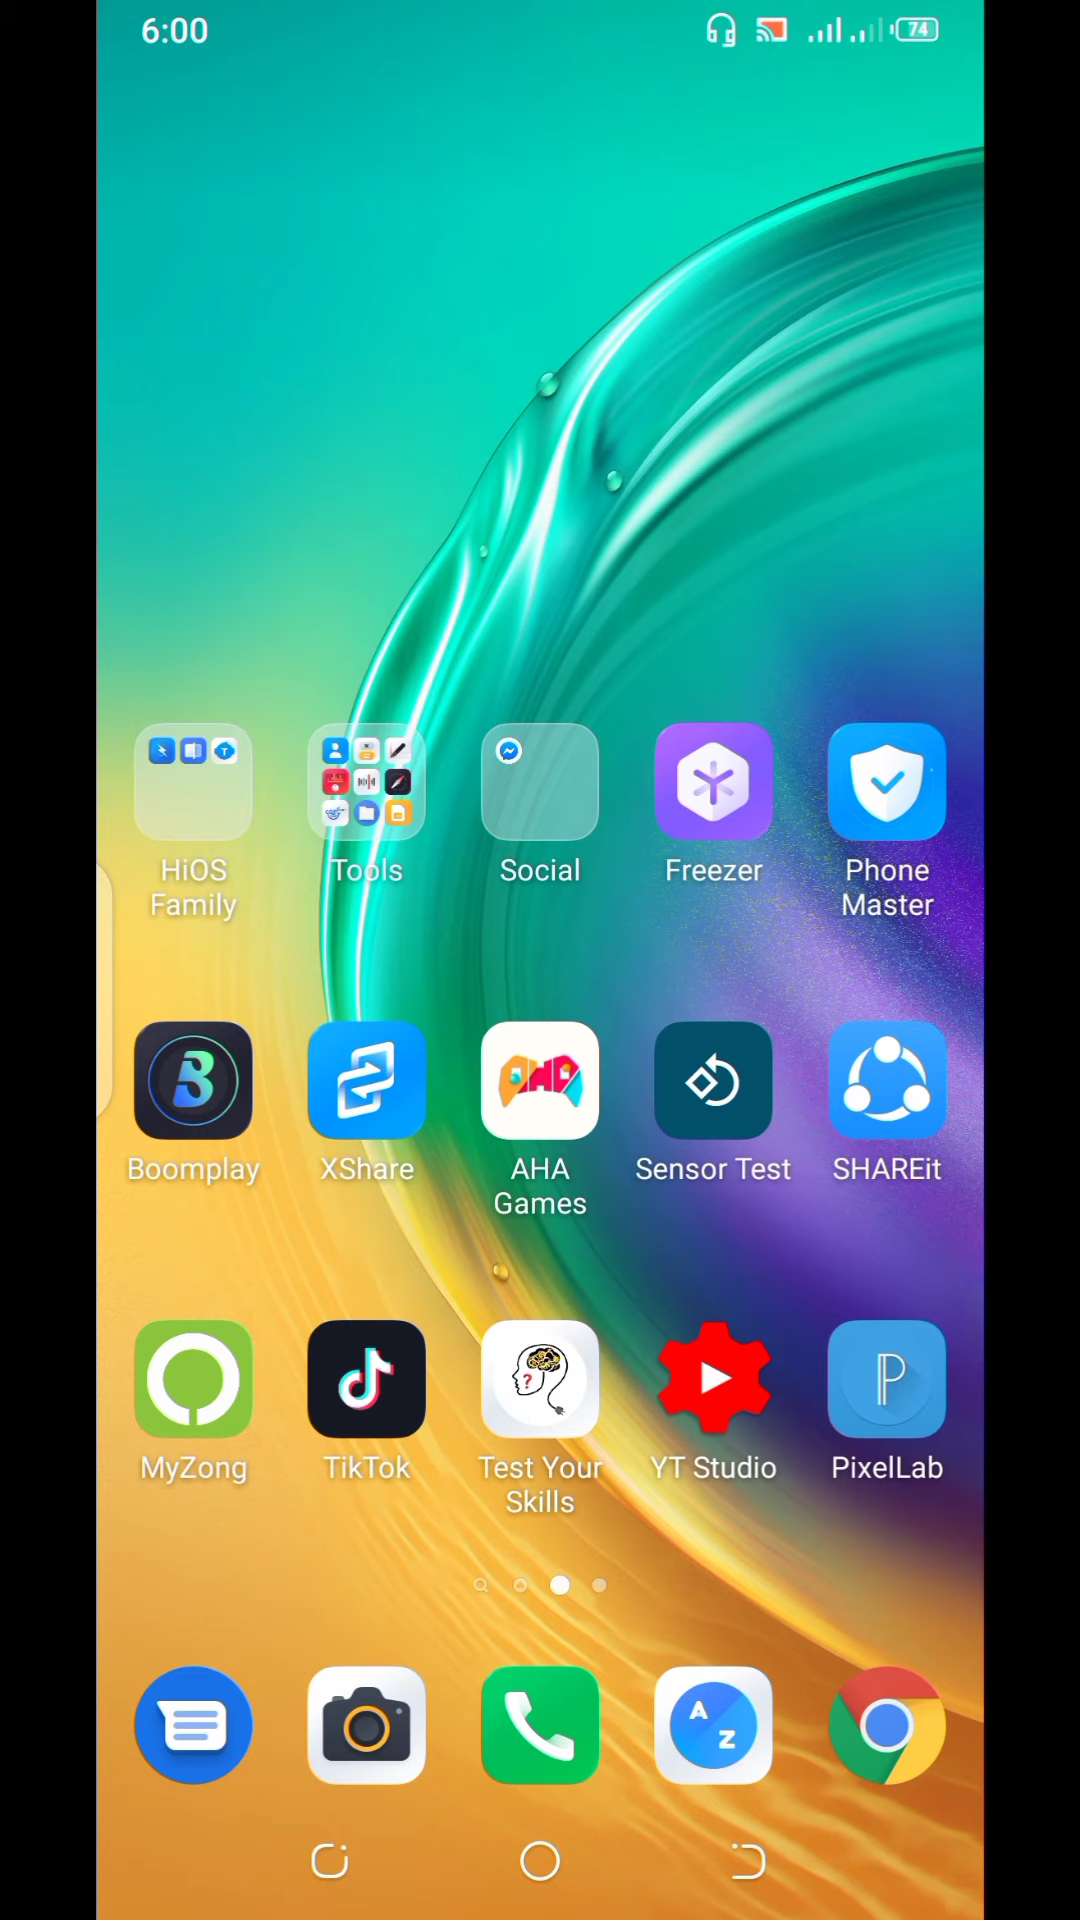 6:00
74
HiOS
Family
Tools
Social
Freezer
Phone
Master
Boomplay
XShare
AHA
Games
Sensor Test
SHAREit
MyZong
TikTok
Test Your
Skills
YT Studio
PixelLab
A
Z